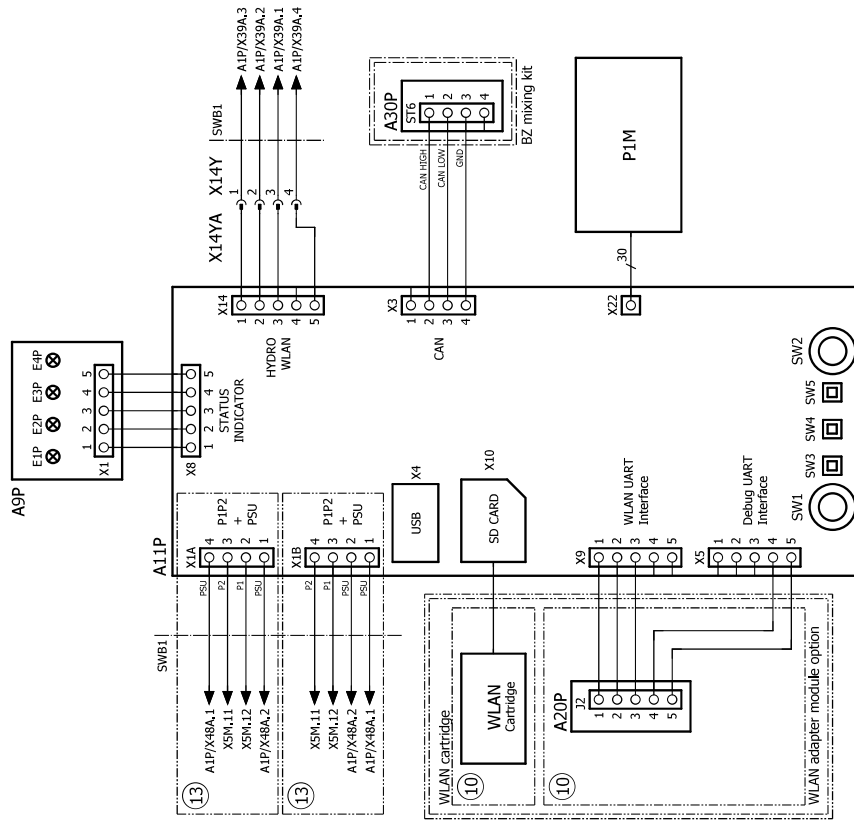 A9P
E1P
E2P
E3P
E4P
X1
1 2 3 4 5
X8
1 2 3 4 5
STATUS
INDICATOR
A11P
SWB1
13
A1P/X48A.1
X5M.11
X5M.12
A1P/X48A.2
PSU
P2
P1
PSU
X1A
4
3
2
1
P1P2
+
PSU
13
X5M.11
X5M.12
A1P/X48A.2
A1P/X48A.1
P2
P1
PSU
PSU
X1B
4
3
2
1
P1P2
+
PSU
USB
X4
SD CARD
X10
WLAN cartridge
10
WLAN
Cartridge
10
A20P
J2
1
2
3
4
5
WLAN adapter module option
X9
1
2
3
4
5
WLAN UART
Interface
X5
1
2
3
4
5
Debug UART
Interface
SW1
SW3
SW4
SW5
SW2
X14
1
2
3
4
5
HYDRO
WLAN
X14YA
X14Y
1
2
3
4
SWB1
A1P/X39A.3
A1P/X39A.2
A1P/X39A.1
A1P/X39A.4
X3
1
2
3
4
CAN
CAN HIGH
CAN LOW
GND
A30P
ST6
1
2
3
4
BZ mixing kit
X22
30
P1M